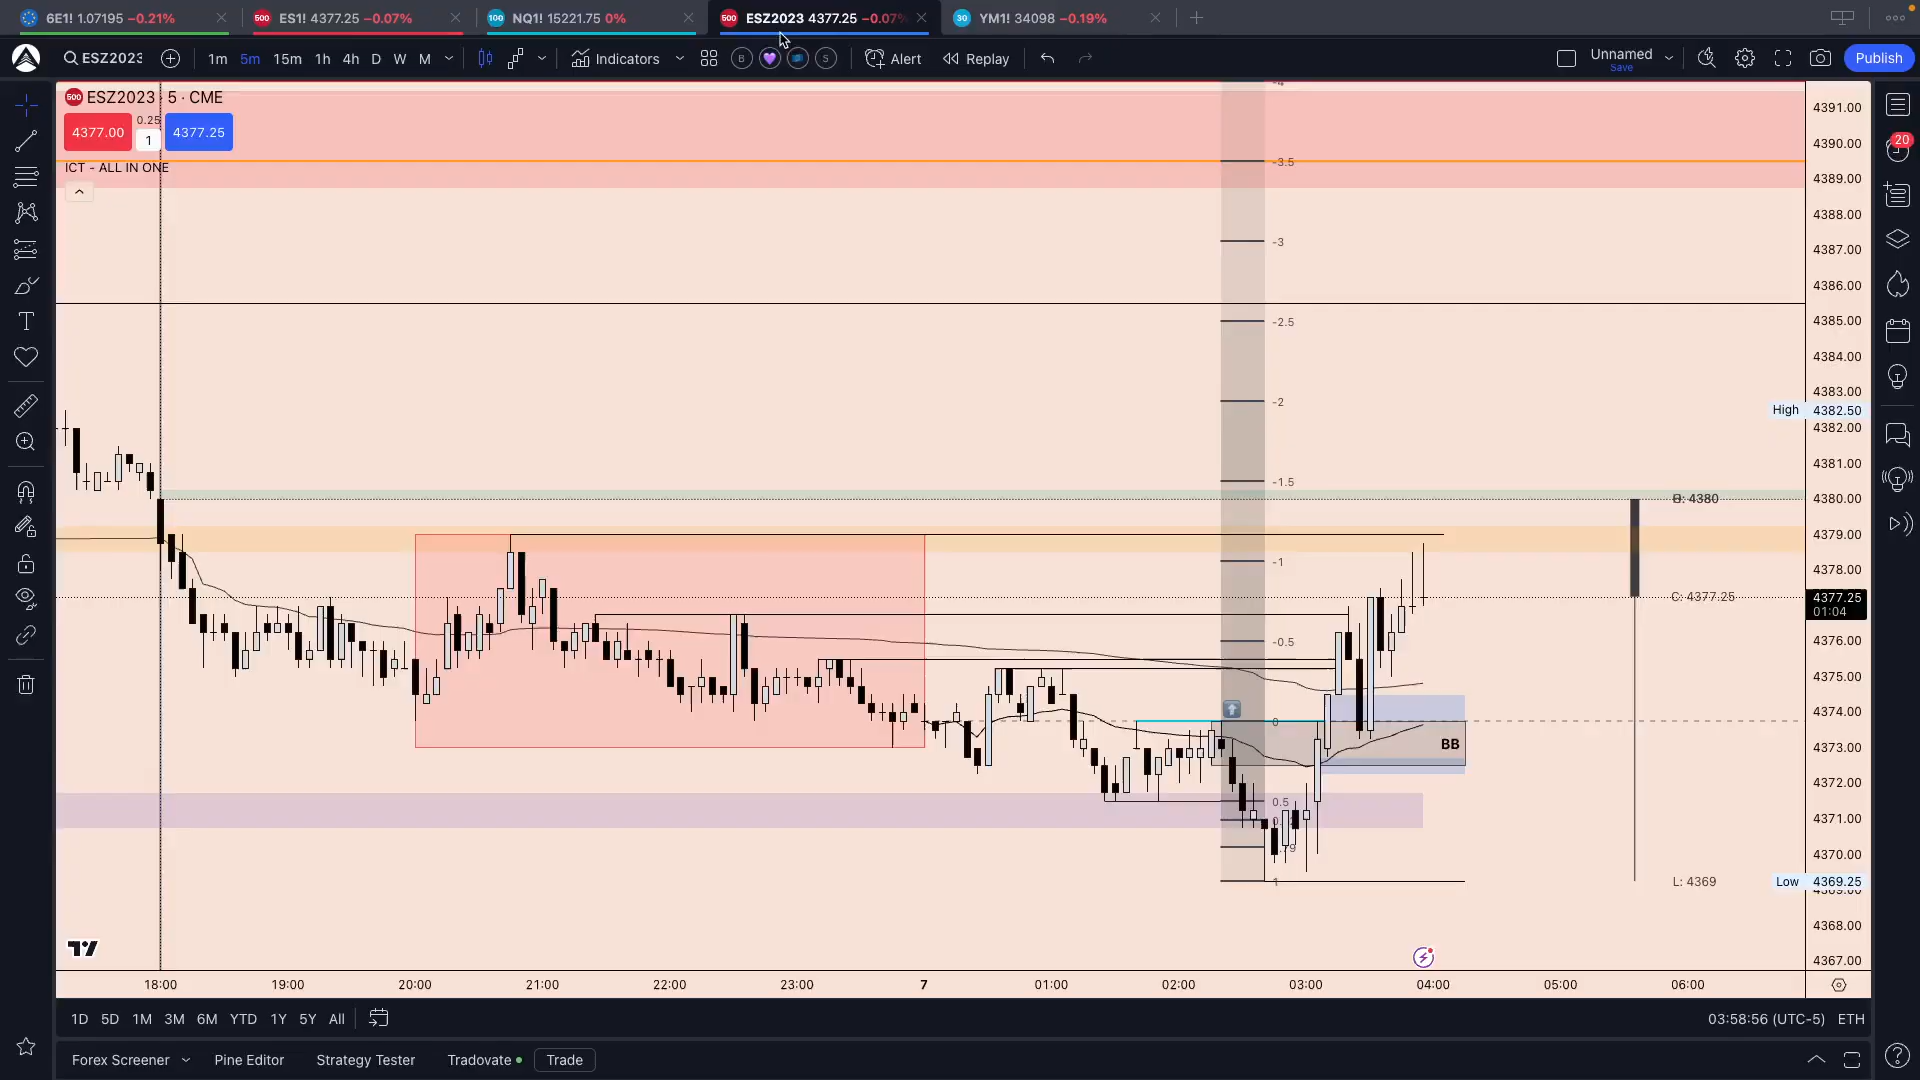 6E1! 1.07195 −0.21%
500 ES1! 4377.25 −0.07%
100 NQ1! 15221.75 0%
500 ESZ2023 4377.25 −0.07%
30 YM1! 34098 −0.19%
ESZ2023
1m 5m 15m 1h 4h D W M
Indicators
B S
Alert
Replay
Unnamed
Save
Publish
500 ESZ2023 · 5 · CME
4377.00
0.25
1
4377.25
ICT - ALL IN ONE
20
-4
-3.5
-3
-2.5
-2
-1.5
-1
-0.5
0
0.5
1
BB
4380
C: 4377.25
L: 4369
4391.00
4390.00
4389.00
4388.00
4387.00
4386.00
4385.00
4384.00
4383.00
High 4382.50
4382.00
4381.00
4380.00
4379.00
4378.00
4377.25
01:04
4376.00
4375.00
4374.00
4373.00
4372.00
4371.00
4370.00
Low 4369.25
4369.00
4368.00
4367.00
18:00 19:00 20:00 21:00 22:00 23:00 7 01:00 02:00 03:00 04:00 05:00 06:00
1D 5D 1M 3M 6M YTD 1Y 5Y All
03:58:56 (UTC-5) ETH
Forex Screener Pine Editor Strategy Tester Tradovate Trade